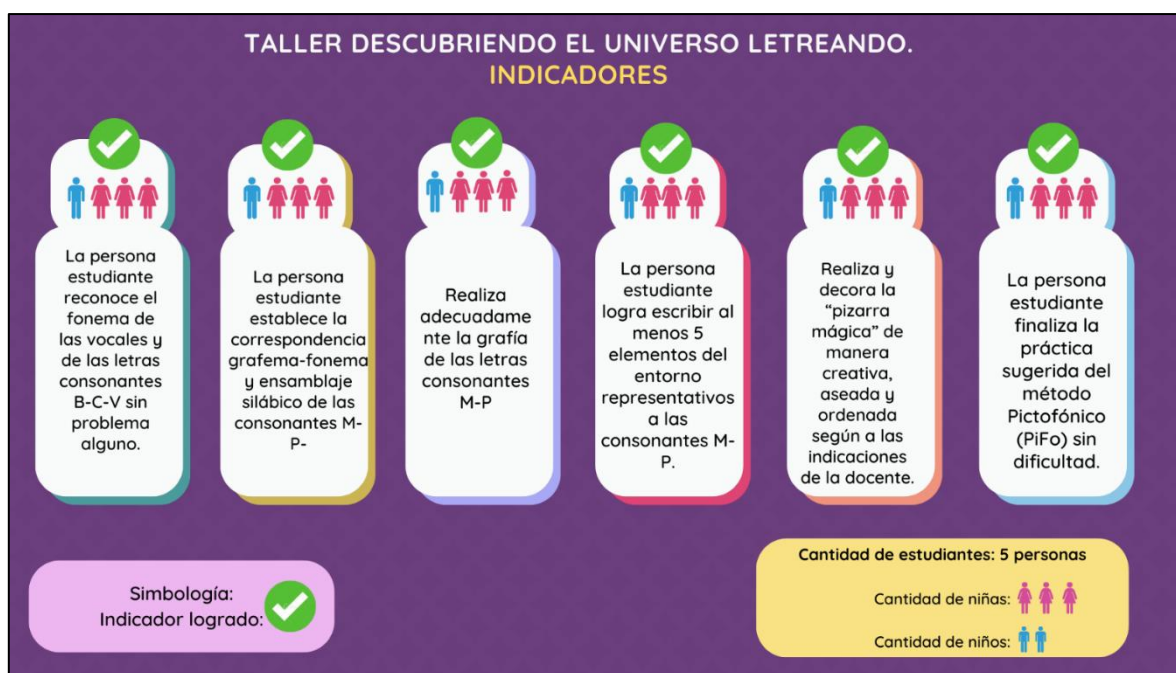 TALLER DESCUBRIENDO EL UNIVERSO LETREANDO.
INDICADORES
La persona
estudiante
reconoce el
fonema de
las vocales y
de las letras
consonantes
B-C-V sin
problema
alguno.
La persona
estudiante
establece la
correspondencia
grafema-fonema
y ensamblaje
silábico de las
consonantes M-
P-
Realiza
adecuadame
nte la grafía
de las letras
consonantes
M-P
La persona
estudiante
logra escribir al
menos 5
elementos del
entorno
representativos
a las
consonantes M-
P.
Realiza y
decora la
“pizarra
mágica” de
manera
creativa,
aseada y
ordenada
según a las
indicaciones
de la docente.
La persona
estudiante
finaliza la
práctica
sugerida del
método
Pictofónico
(PiFo) sin
dificultad.
Simbología:
Indicador logrado:
Cantidad de estudiantes: 5 personas
Cantidad de niñas:
Cantidad de niños: